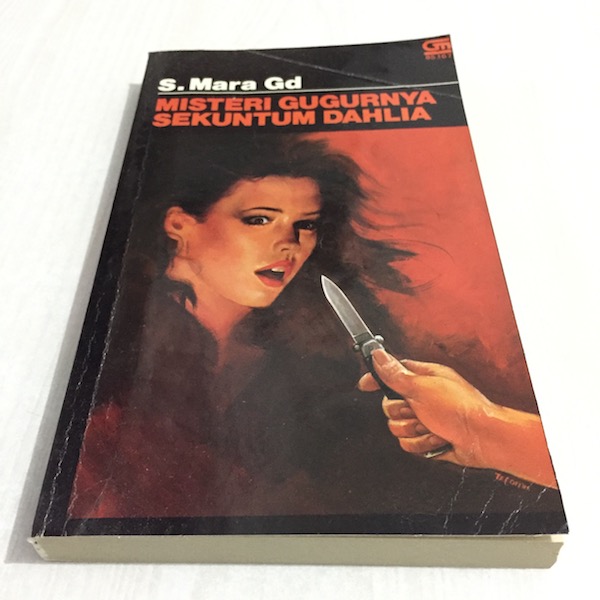 S. Mara Gd
MISTERI GUGURNYA
SEKUNTUM DAHLIA